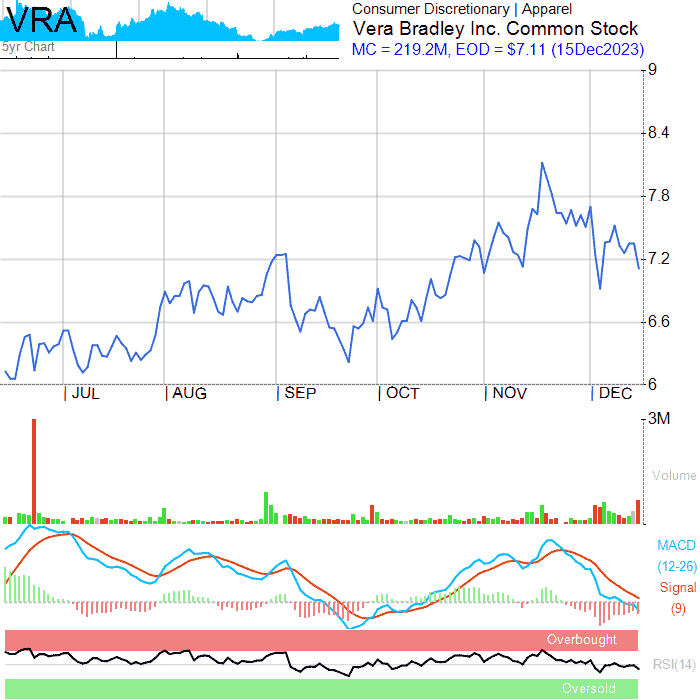 VRA
5yr Chart
Consumer Discretionary | Apparel
Vera Bradley Inc. Common Stock
MC = 219.2M, EOD = $7.11 (15Dec2023)
9
8.4
7.8
7.2
6.6
6
JUL AUG SEP OCT NOV DEC
3M
Volume
MACD
(12-26)
Signal
(9)
Overbought
RSI(14)
Oversold